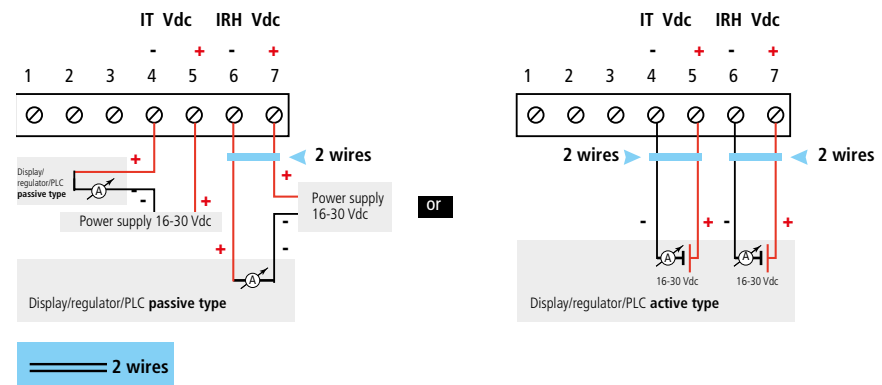 IT Vdc IRH Vdc
- + - +
1 2 3 4 5 6 7
2 wires
Display/
regulator/PLC
passive type
+
A
-
-
+
Power supply 16-30 Vdc
+
Power supply
16-30 Vdc
-
-
+
A
Display/regulator/PLC passive type
2 wires
or
IT Vdc IRH Vdc
- + - +
1 2 3 4 5 6 7
2 wires
2 wires
- + - +
A
A
16-30 Vdc
16-30 Vdc
Display/regulator/PLC active type